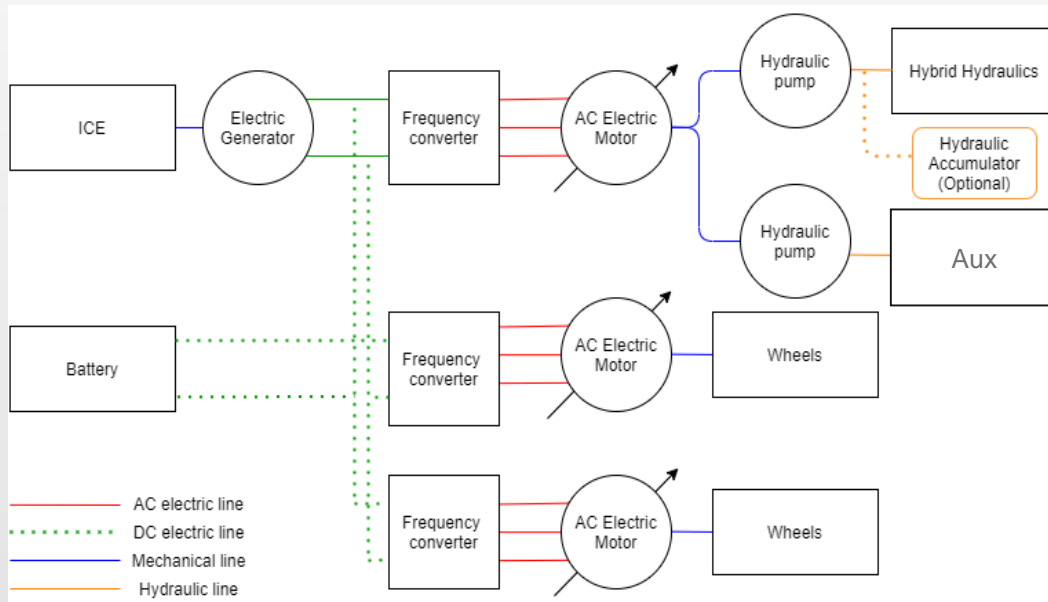 ICE
Electric
Generator
Frequency
converter
AC Electric
Motor
Hydraulic
pump
Hybrid Hydraulics
Hydraulic
Accumulator
(Optional)
Hydraulic
pump
Aux
Battery
Frequency
converter
AC Electric
Motor
Wheels
Frequency
converter
AC Electric
Motor
Wheels
AC electric line
DC electric line
Mechanical line
Hydraulic line